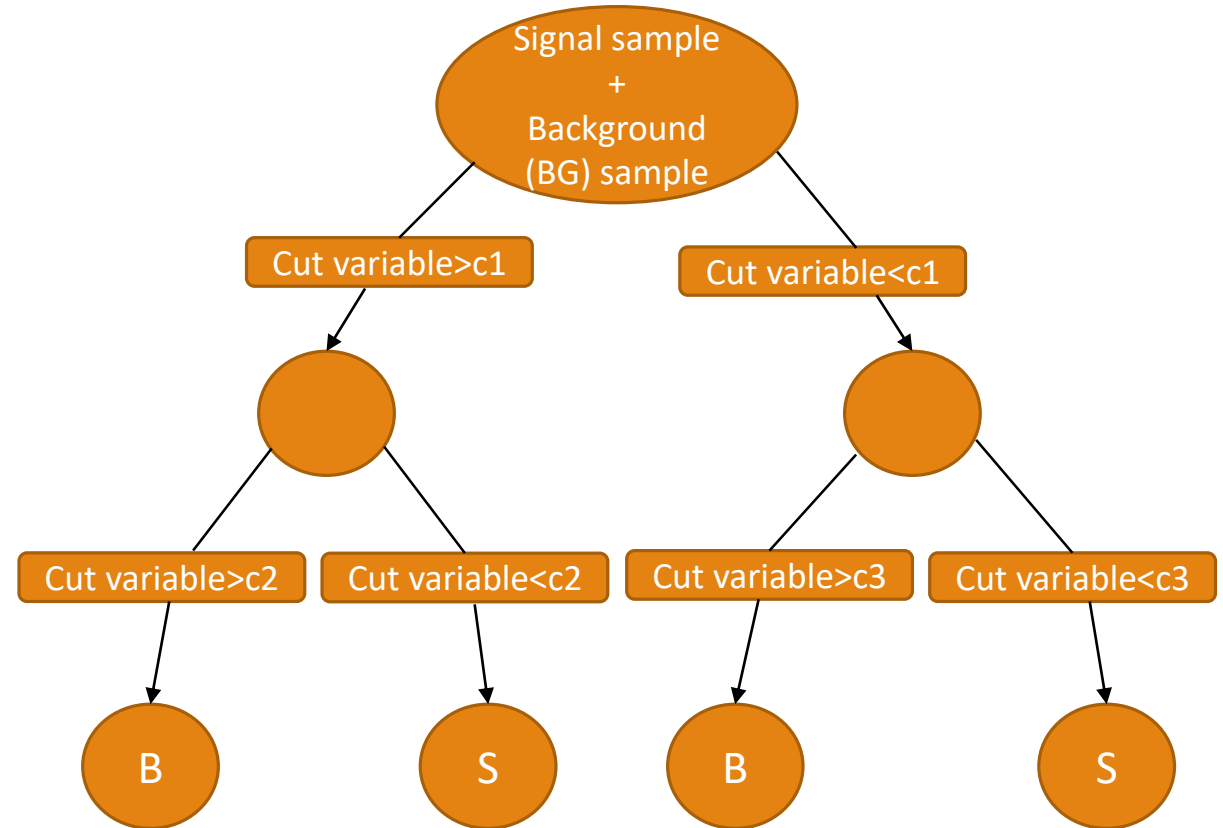 Signal sample
+
Background
(BG) sample
Cut variable>c1
Cut variable<c1
Cut variable>c2
Cut variable<c2
Cut variable>c3
Cut variable<c3
B
S
B
S